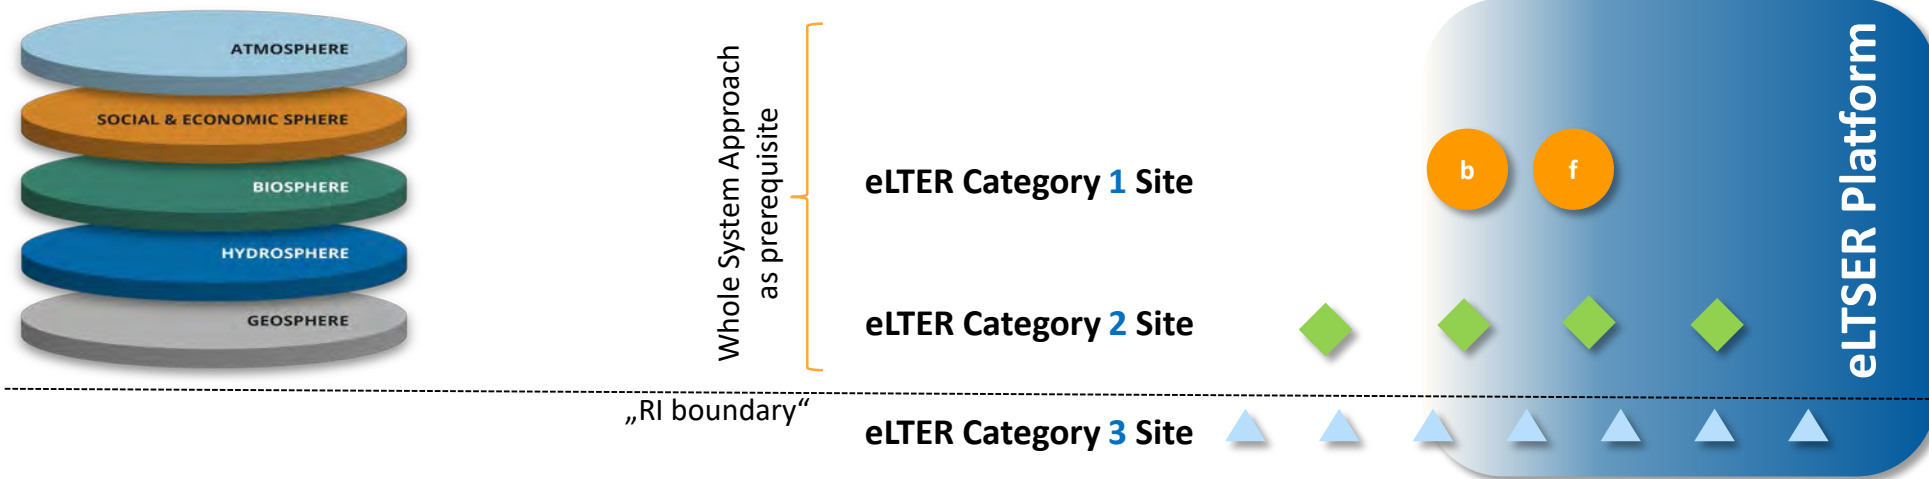 ATMOSPHERE
SOCIAL & ECONOMIC SPHERE
BIOSPHERE
HYDROSPHERE
GEOSPHERE
Whole System Approach
as prerequisite
eLTER Category 1 Site
b
f
eLTER Category 2 Site
„RI boundary“
eLTER Category 3 Site
eLTSER Platform